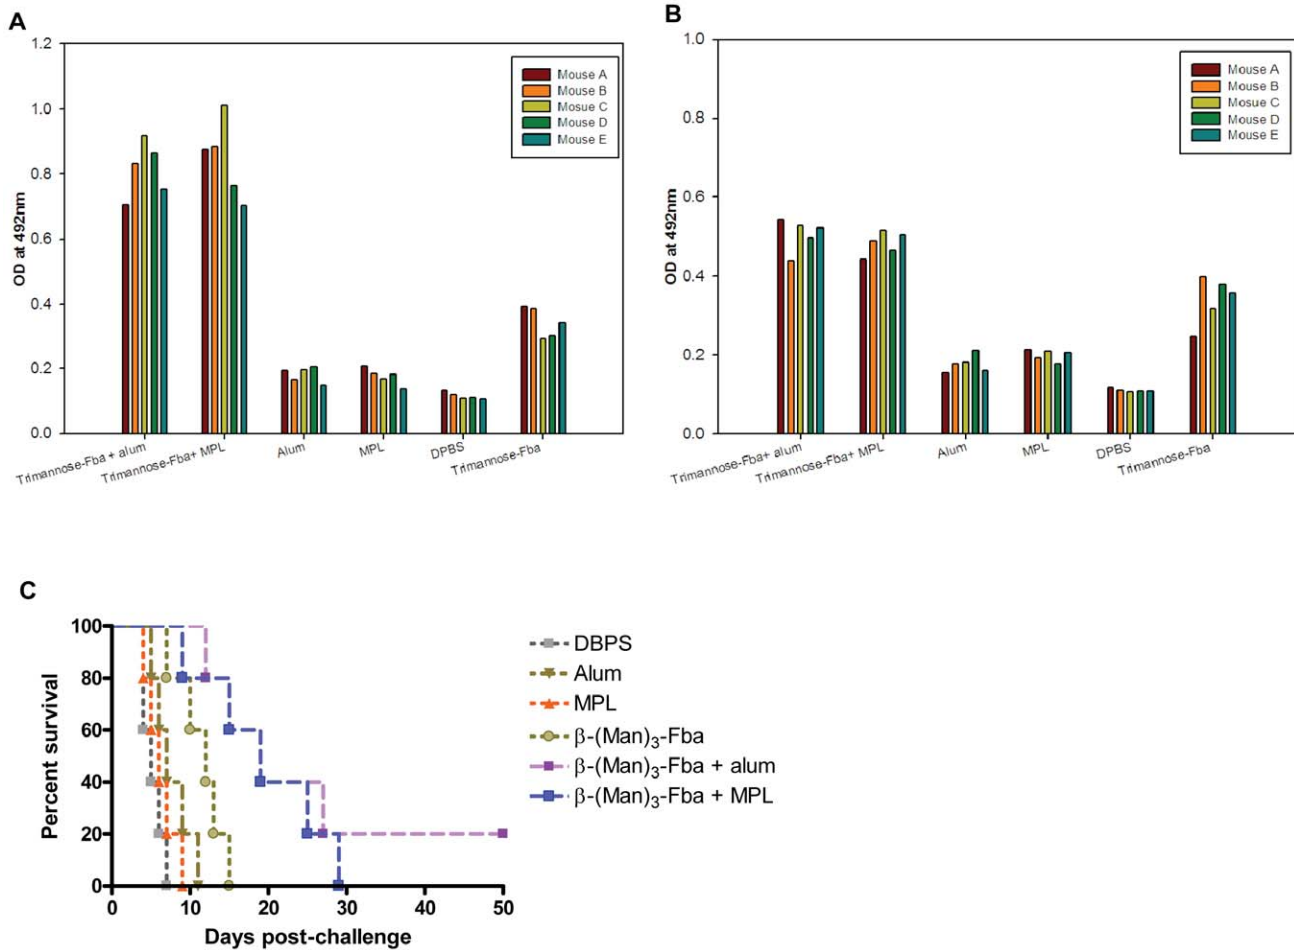 A
1.2
1.0
0.8
0.6
0.4
0.2
0.0
OD at 492nm
Mouse A
Mouse B
Mosue C
Mouse D
Mouse E
Trimannose-Fba + alum
Trimannose-Fba+ MPL
Alum
MPL
DPBS
Trimannose-Fba
B
1.0
0.8
0.6
0.4
0.2
0.0
OD at 492nm
Mouse A
Mouse B
Mosue C
Mouse D
Mouse E
Trimannose-Fba+ alum
Trimannose-Fba+ MPL
Alum
MPL
DPBS
Trimannose-Fba
C
100
80
60
40
20
0
Percent survival
0 10 20 30 40 50
Days post-challenge
DBPS
Alum
MPL
β-(Man)₃-Fba
β-(Man)₃-Fba + alum
β-(Man)₃-Fba + MPL